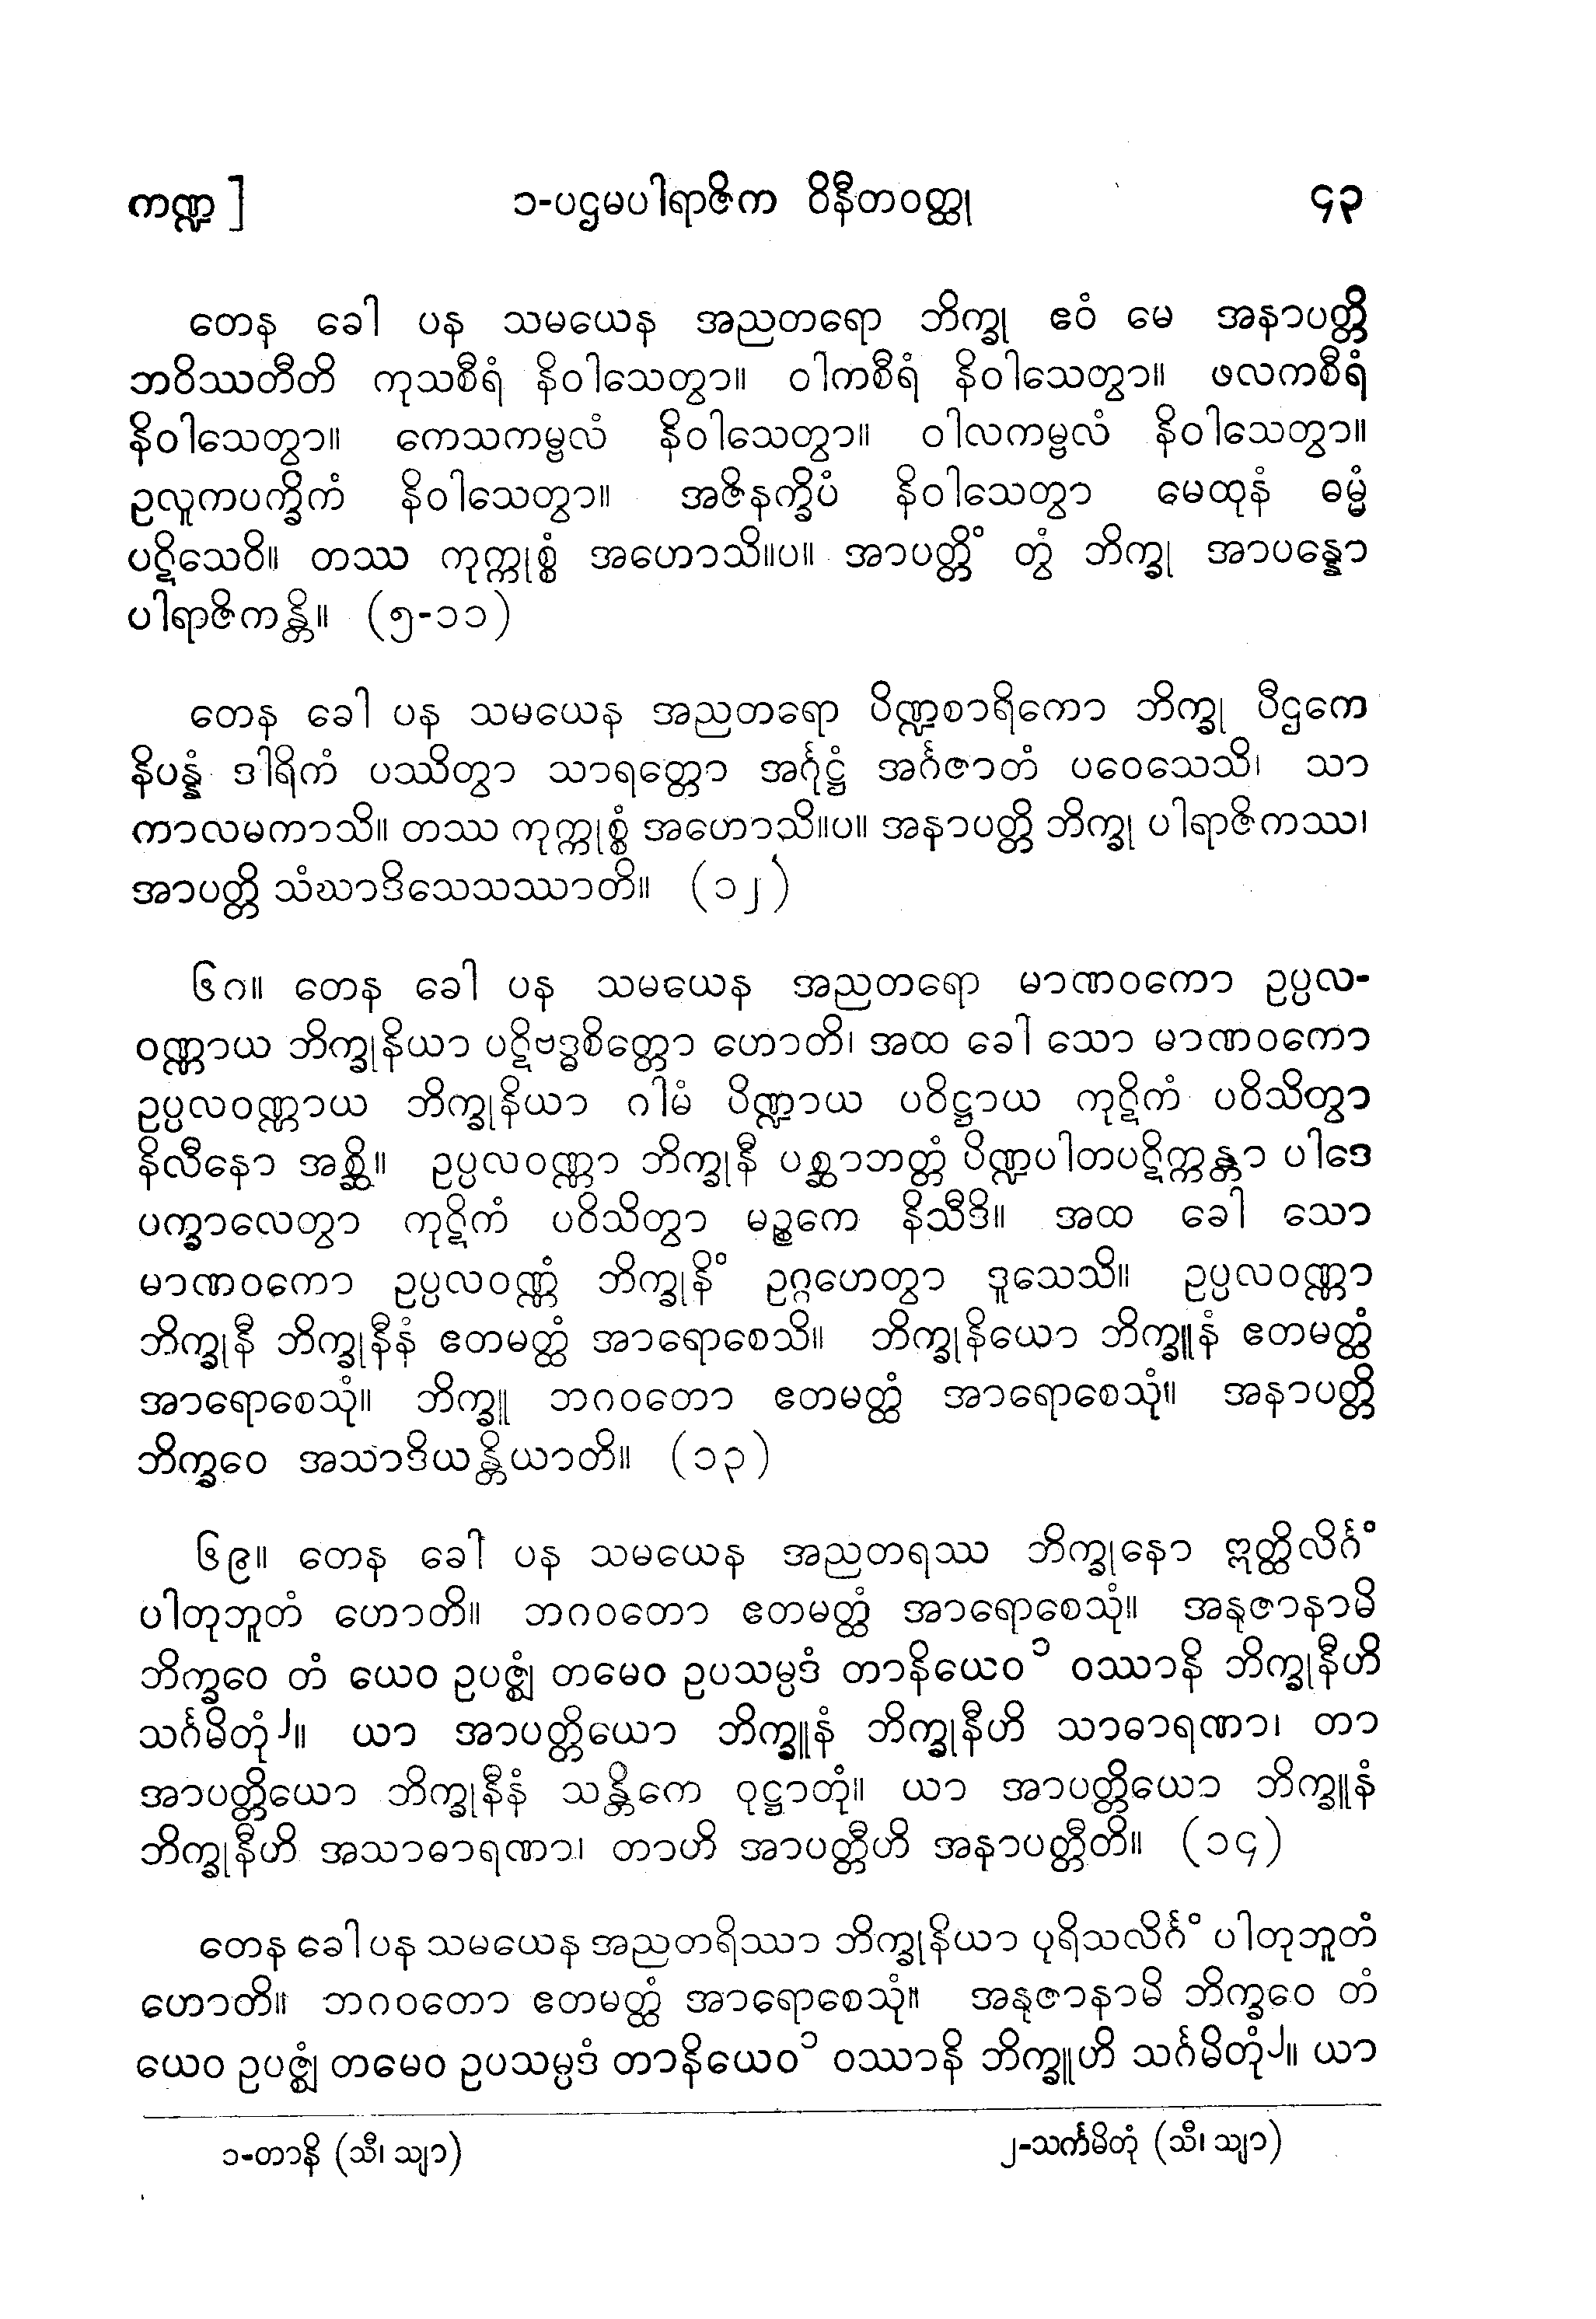 ကဏ္ဍ ] ၁-ပဌမပါရာဇိက ဝိနီတဝတ္ထု ၄၃
တေန ခေါ ပန သမယေန အညတရော ဘိက္ခု ဧဝံ မေ အနာပတ္တိ
ဘဝိဿတီတိ ကုသစီရံ နိဝါသေတွာ။ ဝါကစီရံ နိဝါသေတွာ။ ဖလကစီရံ
နိဝါသေတွာ။ ကေသကမ္ဗလံ နိဝါသေတွာ။ ဝါလကမ္ဗလံ နိဝါသေတွာ။
ဥလူကပက္ခိကံ နိဝါသေတွာ။ အဇိနက္ခိပံ နိဝါသေတွာ မေထုနံ ဓမ္မံ
ပဋိသေဝိ။ တဿ ကုက္ကုစ္စံ အဟောသိ။ပ။ အာပတ္တိံ တွံ ဘိက္ခု အာပန္နော
ပါရာဇိကန္တိ။ (၅-၁၁)
တေန ခေါ ပန သမယေန အညတရော ပိဏ္ဍစာရိကော ဘိက္ခု ပီဌကေ
နိပန္နံ ဒါရိကံ ပဿိတွာ သာရတ္တော အင်္ဂုဋ္ဌံ အင်္ဂဇာတံ ပဝေသေသိ၊ သာ
ကာလမကာသိ။ တဿ ကုက္ကုစ္စံ အဟောသိ။ပ။ အနာပတ္တိ ဘိက္ခု ပါရာဇိကဿ၊
အာပတ္တိ သံဃာဒိသေသဿာတိ။ (၁၂)
၆၈။ တေန ခေါ ပန သမယေန အညတရော မာဏဝကော ဥပ္ပလ-
ဝဏ္ဏာယ ဘိက္ခုနိယာ ပဋိဗဒ္ဓစိတ္တော ဟောတိ၊ အထ ခေါ သော မာဏဝကော
ဥပ္ပလဝဏ္ဏာယ ဘိက္ခုနိယာ ဂါမံ ပိဏ္ဍာယ ပဝိဋ္ဌာယ ကုဋိကံ ပဝိသိတွာ
နိလီနော အစ္ဆိ။ ဥပ္ပလဝဏ္ဏာ ဘိက္ခုနီ ပစ္ဆာဘတ္တံ ပိဏ္ဍပါတပဋိက္ကန္တာ ပါဒေ
ပက္ခာလေတွာ ကုဋိကံ ပဝိသိတွာ မဉ္စကေ နိသီဒိ။ အထ ခေါ သော
မာဏဝကော ဥပ္ပလဝဏ္ဏံ ဘိက္ခုနိံ ဥဂ္ဂဟေတွာ ဒူသေသိ။ ဥပ္ပလဝဏ္ဏာ
ဘိက္ခုနီ ဘိက္ခုနီနံ ဧတမတ္ထံ အာရောစေသိ။ ဘိက္ခုနိယော ဘိက္ခူနံ ဧတမတ္ထံ
အာရောစေသုံ။ ဘိက္ခူ ဘဂဝတော ဧတမတ္ထံ အာရောစေသုံ။ အနာပတ္တိ
ဘိက္ခဝေ အသာဒိယန္တိယာတိ။ (၁၃)
၆၉။ တေန ခေါ ပန သမယေန အညတရဿ ဘိက္ခုနော ဣတ္ထိလိင်္ဂံ
ပါတုဘူတံ ဟောတိ။ ဘဂဝတော ဧတမတ္ထံ အာရောစေသုံ။ အနုဇာနာမိ
ဘိက္ခဝေ တံ ယေဝ ဥပဇ္ဈံ တမေဝ ဥပသမ္ပဒံ တာနိယေဝ ၁ ဝဿာနိ ဘိက္ခုနီဟိ
သင်္ဂမိတုံ ၂။ ယာ အာပတ္တိယော ဘိက္ခူနံ ဘိက္ခုနီဟိ သာဓာရဏာ၊ တာ
အာပတ္တိယော ဘိက္ခုနီနံ သန္တိကေ ဝုဋ္ဌာတုံ။ ယာ အာပတ္တိယော ဘိက္ခူနံ
ဘိက္ခုနီဟိ အသာဓာရဏာ၊ တာဟိ အာပတ္တီဟိ အနာပတ္တီတိ။ (၁၄)
တေန ခေါ ပန သမယေန အညတရိဿာ ဘိက္ခုနိယာ ပုရိသလိင်္ဂံ ပါတုဘူတံ
ဟောတိ။ ဘဂဝတော ဧတမတ္ထံ အာရောစေသုံ။ အနုဇာနာမိ ဘိက္ခဝေ တံ
ယေဝ ဥပဇ္ဈံ တမေဝ ဥပသမ္ပဒံ တာနိယေဝ ၁ ဝဿာနိ ဘိက္ခူဟိ သင်္ဂမိတုံ ၂။ ယာ
၁-တာနိ (သီ၊ သျာ) ၂-သင်္ကမိတုံ (သီ၊ သျာ)